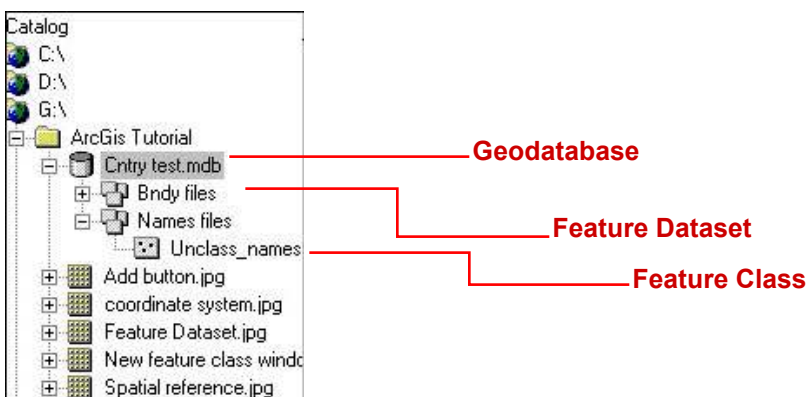 Catalog
C:\
D:\
G:\
ArcGis Tutorial
Cntry test.mdb
Geodatabase
Bndy files
Feature Dataset
Names files
Unclass_names
Feature Class
Add button.jpg
coordinate system.jpg
Feature Dataset.jpg
New feature class windo
Spatial reference.jpg